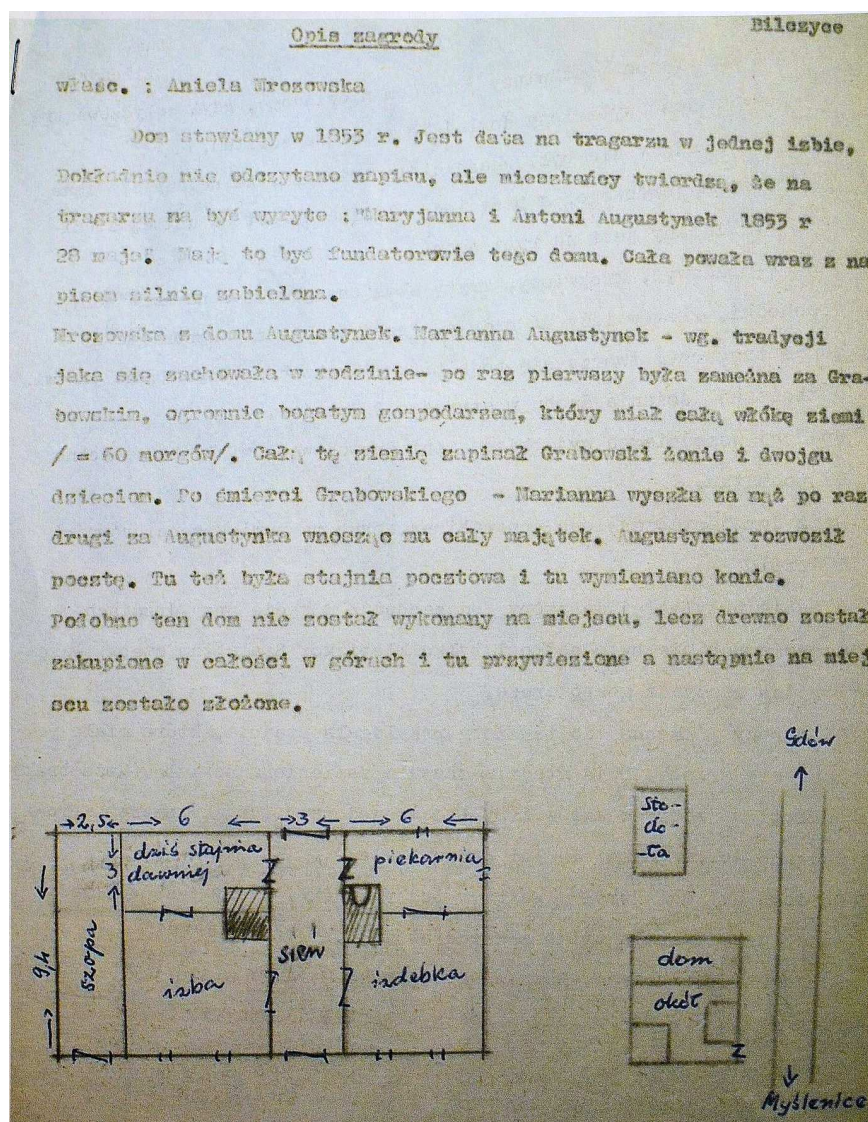 Bilczyce
Opis zagrody
właśc. : Aniela Mrozowska
Dom stawiany w 1853 r. Jest data na tragarzu w jednej izbie,
Dokładnie nie odczytano napisu, ale mieszkańcy twierdzą, że na
tragarzu ma być wyryte : "Maryjanna i Antoni Augustynek 1853 r
28 maja". Mają to być fundatorowie tego domu. Cała powała wraz z na
pisem silnie zabielona.
Mrozowska z domu Augustynek. Marianna Augustynek - wg. tradycji
jaka się zachowała w rodzinie- po raz pierwszy była zamężna za Gra-
bowskim, ogromnie bogatym gospodarzem, który miał całą włókę ziemi
/ = 60 morgów/. Całą tę ziemię zapisał Grabowski żonie i dwojgu
dzieciom. Po śmierci Grabowskiego - Marianna wyszła za mąż po raz
drugi za Augustynka wnosząc mu cały majątek. Augustynek rozwoził
pocztę. Tu też była stajnia pocztowa i tu wymieniano konie.
Podobno ten dom nie został wykonany na miejscu, lecz drewno został
zakupione w całości w górach i tu przywiezione a następnie na miej
scu zostało złożone.
2,5 6 3 6
dziś stajnia
dawniej
3
piekarnia
9,4
szopa
izba
sień
izdebka
sto-
do-
-ła
dom
okół
Gdów
Myślenice